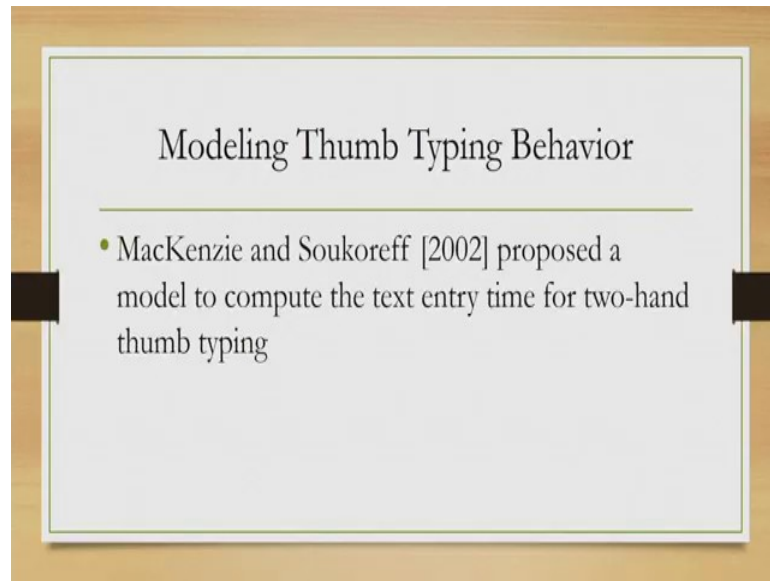 Modeling Thumb Typing Behavior
• MacKenzie and Soukoreff [2002] proposed a
model to compute the text entry time for two-hand
thumb typing